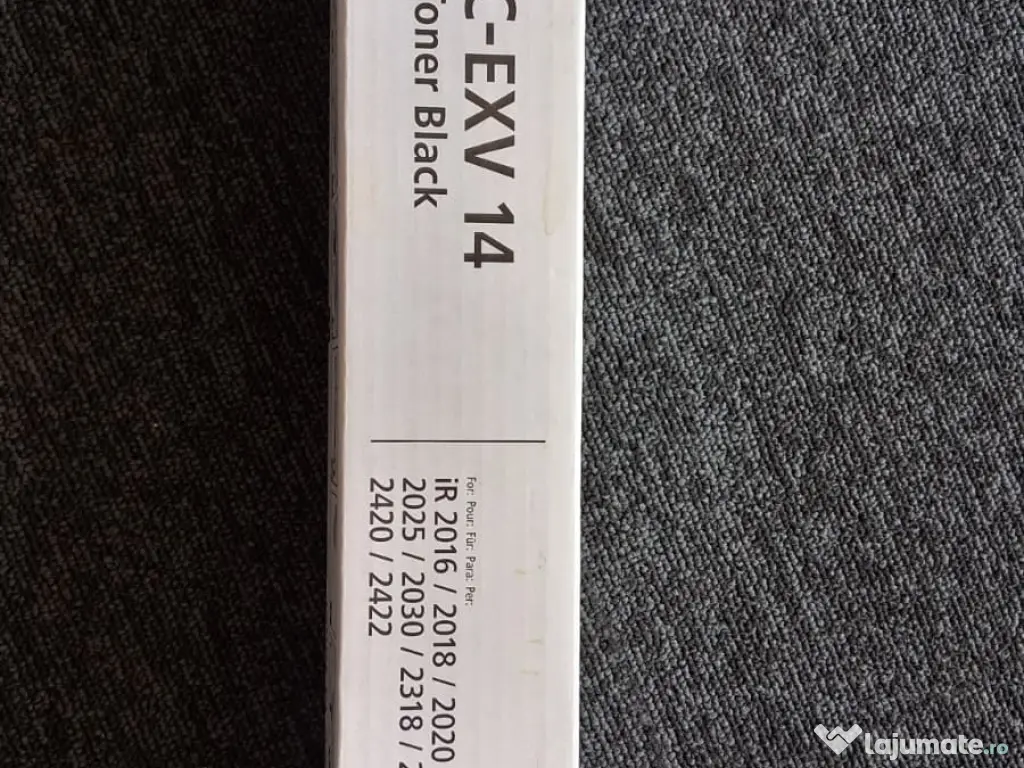 C-EXV 14
Toner Black
For: Pour: Für: Para: Per:
iR 2016 / 2018 / 2020
2025 / 2030 / 2318 / 2
2420 / 2422
lajumate.ro